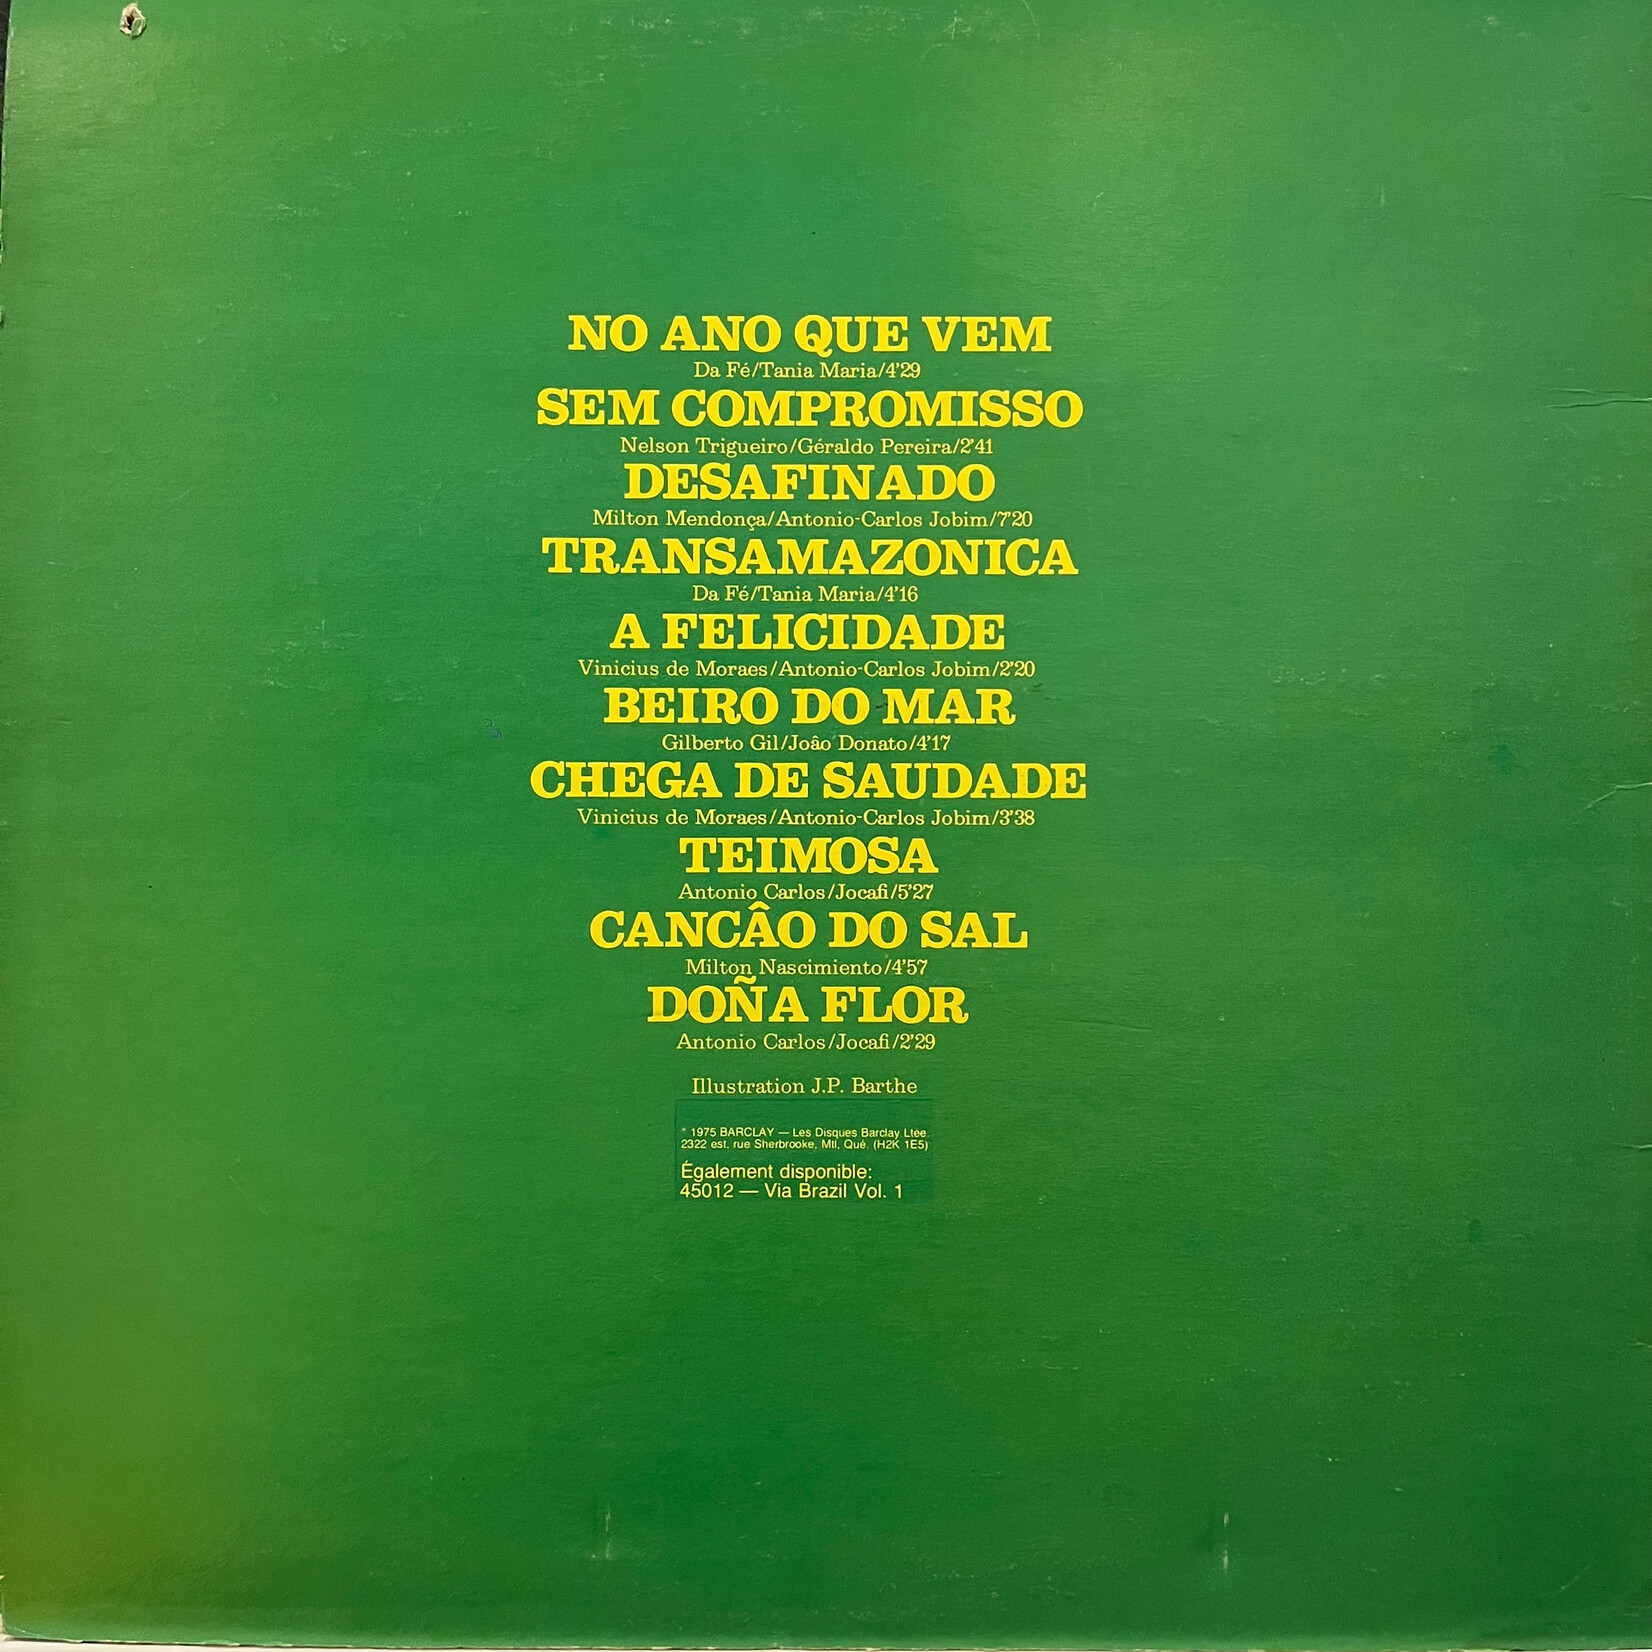 NO ANO QUE VEM
Da Fé/Tania Maria/4'29
SEM COMPROMISSO
Nelson Trigueiro/Géraldo Pereira/2'41
DESAFINADO
Milton Mendonça/Antonio-Carlos Jobim/7'20
TRANSAMAZONICA
Da Fé/Tania Maria/4'16
A FELICIDADE
Vinicius de Moraes/Antonio-Carlos Jobim/2'20
BEIRO DO MAR
Gilberto Gil/Joâo Donato/4'17
CHEGA DE SAUDADE
Vinicius de Moraes/Antonio-Carlos Jobim/3'38
TEIMOSA
Antonio Carlos/Jocafi/5'27
CANCÂO DO SAL
Milton Nascimiento/4'57
DOÑA FLOR
Antonio Carlos/Jocafi/2'29
Illustration J.P. Barthe
* 1975 BARCLAY — Les Disques Barclay Ltée.
2322 est, rue Sherbrooke, Mtl, Qué. (H2K 1E5)
Également disponible:
45012 — Via Brazil Vol. 1